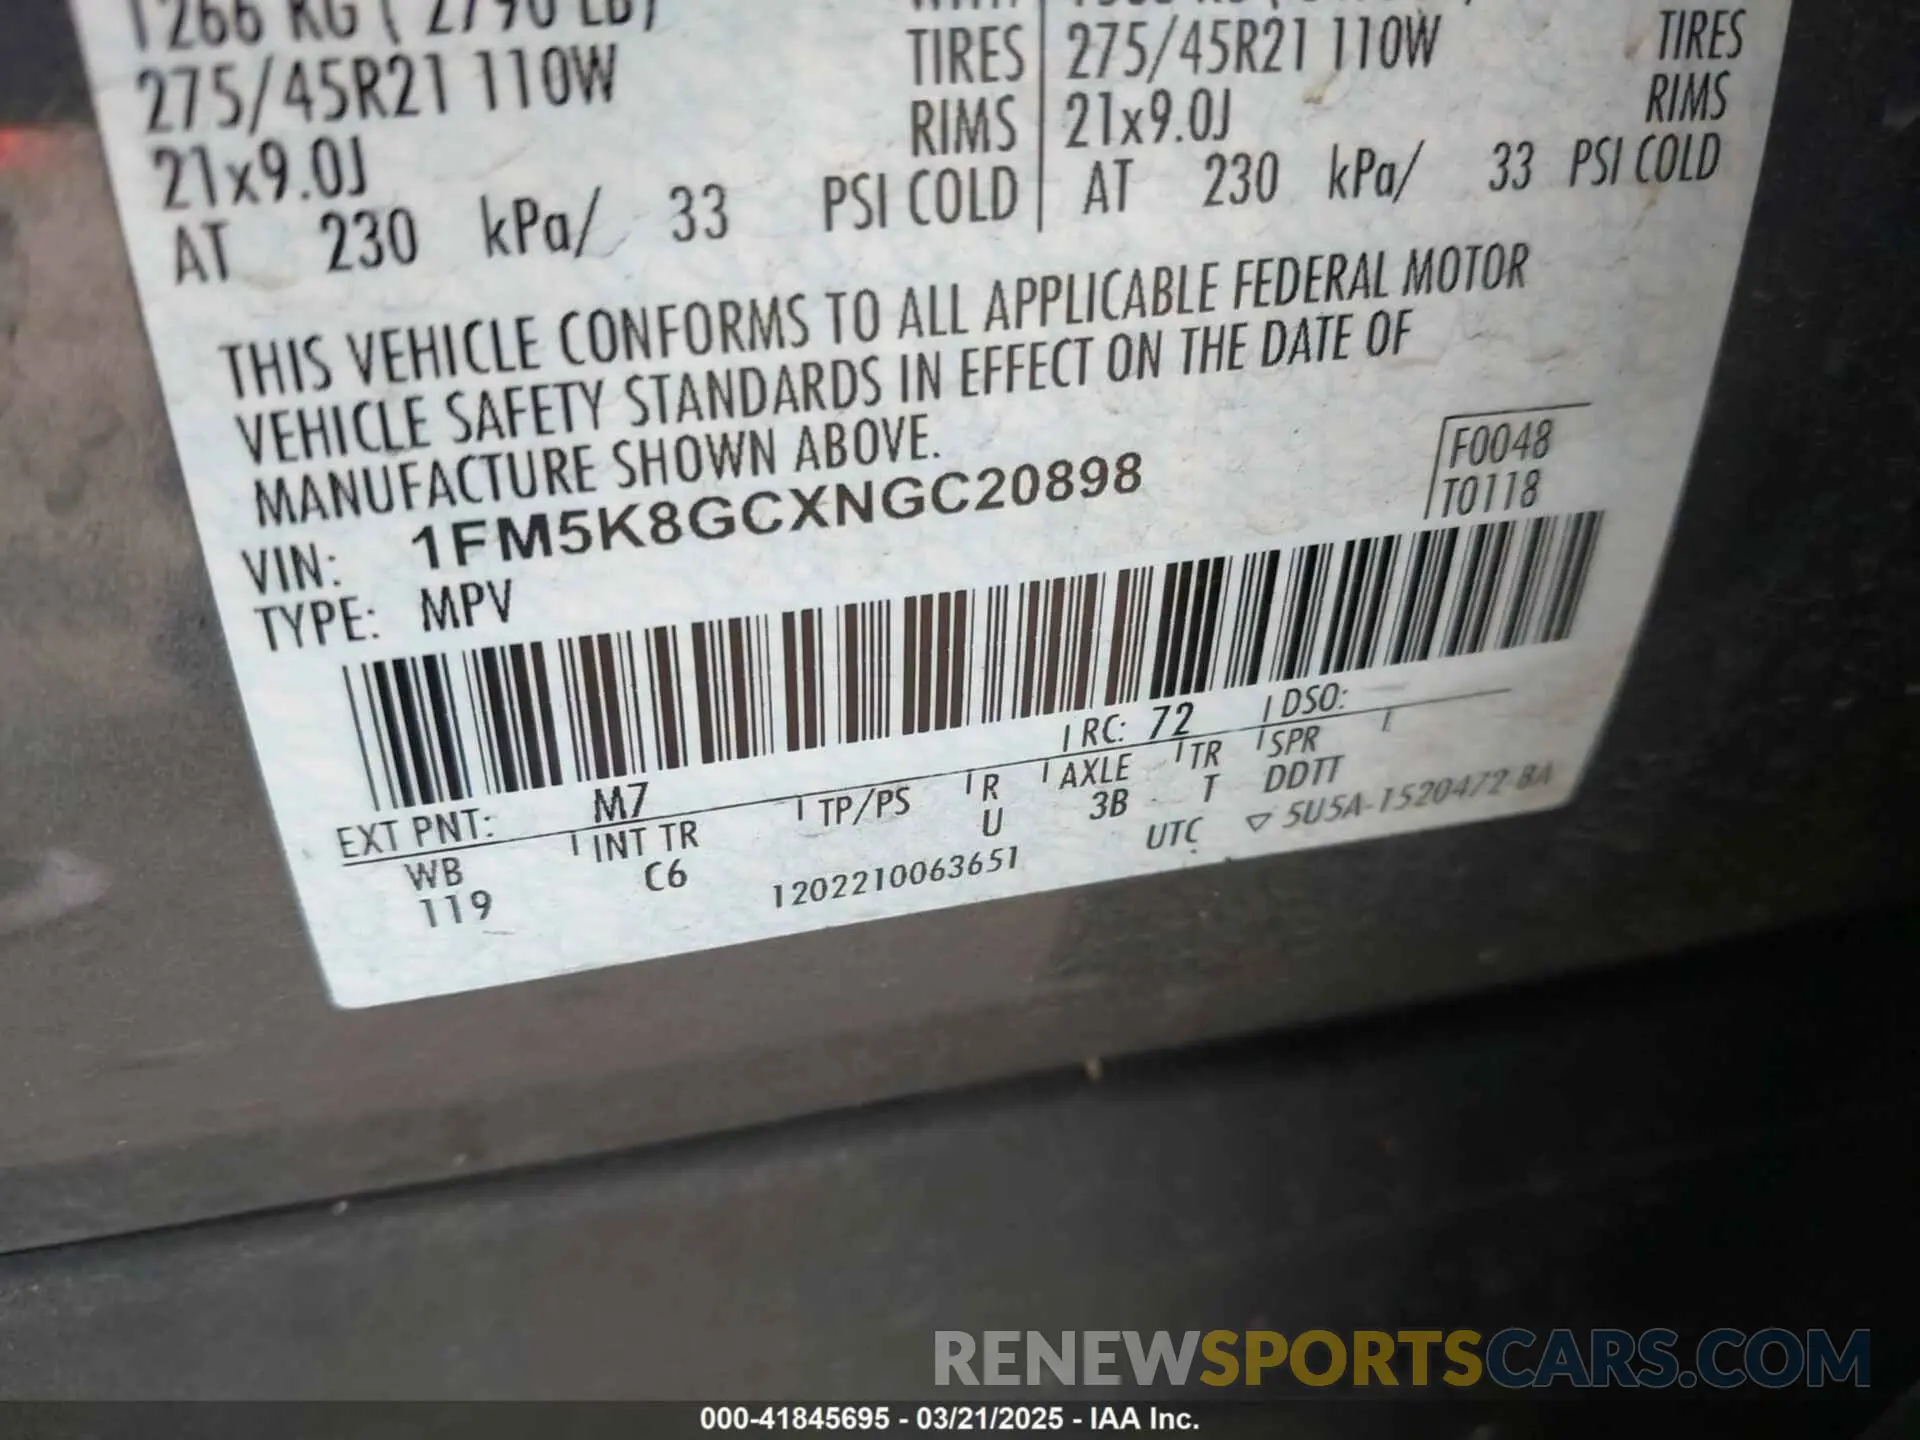 1266 KG ( 2790 LB)
275/45R21 110W TIRES 275/45R21 110W TIRES
21x9.0J RIMS 21x9.0J RIMS
AT 230 kPa/ 33 PSI COLD AT 230 kPa/ 33 PSI COLD
THIS VEHICLE CONFORMS TO ALL APPLICABLE FEDERAL MOTOR
VEHICLE SAFETY STANDARDS IN EFFECT ON THE DATE OF
MANUFACTURE SHOWN ABOVE.
F0048
T0118
VIN: 1FM5K8GCXNGC20898
TYPE: MPV
EXT PNT: M7 RC: 72 DSO:
WB INT TR TP/PS R AXLE TR SPR
119 C6 U 3B T DDTT
1202210063651 UTC ▽ 5U5A-1520472-BA
RENEWSPORTSCARS.COM
000-41845695 - 03/21/2025 - IAA Inc.